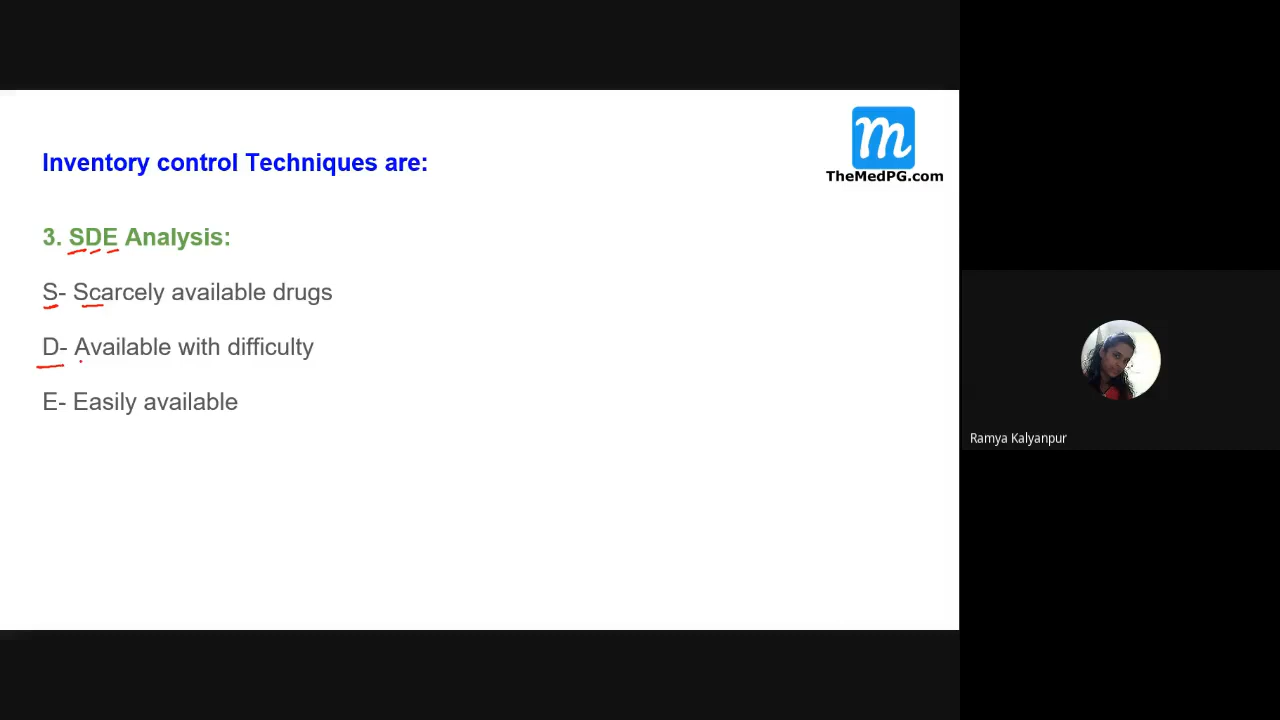 Inventory control Techniques are:
m
TheMedPG.com
3. SDE Analysis:
S- Scarcely available drugs
D- Available with difficulty
E- Easily available
Ramya Kalyanpur